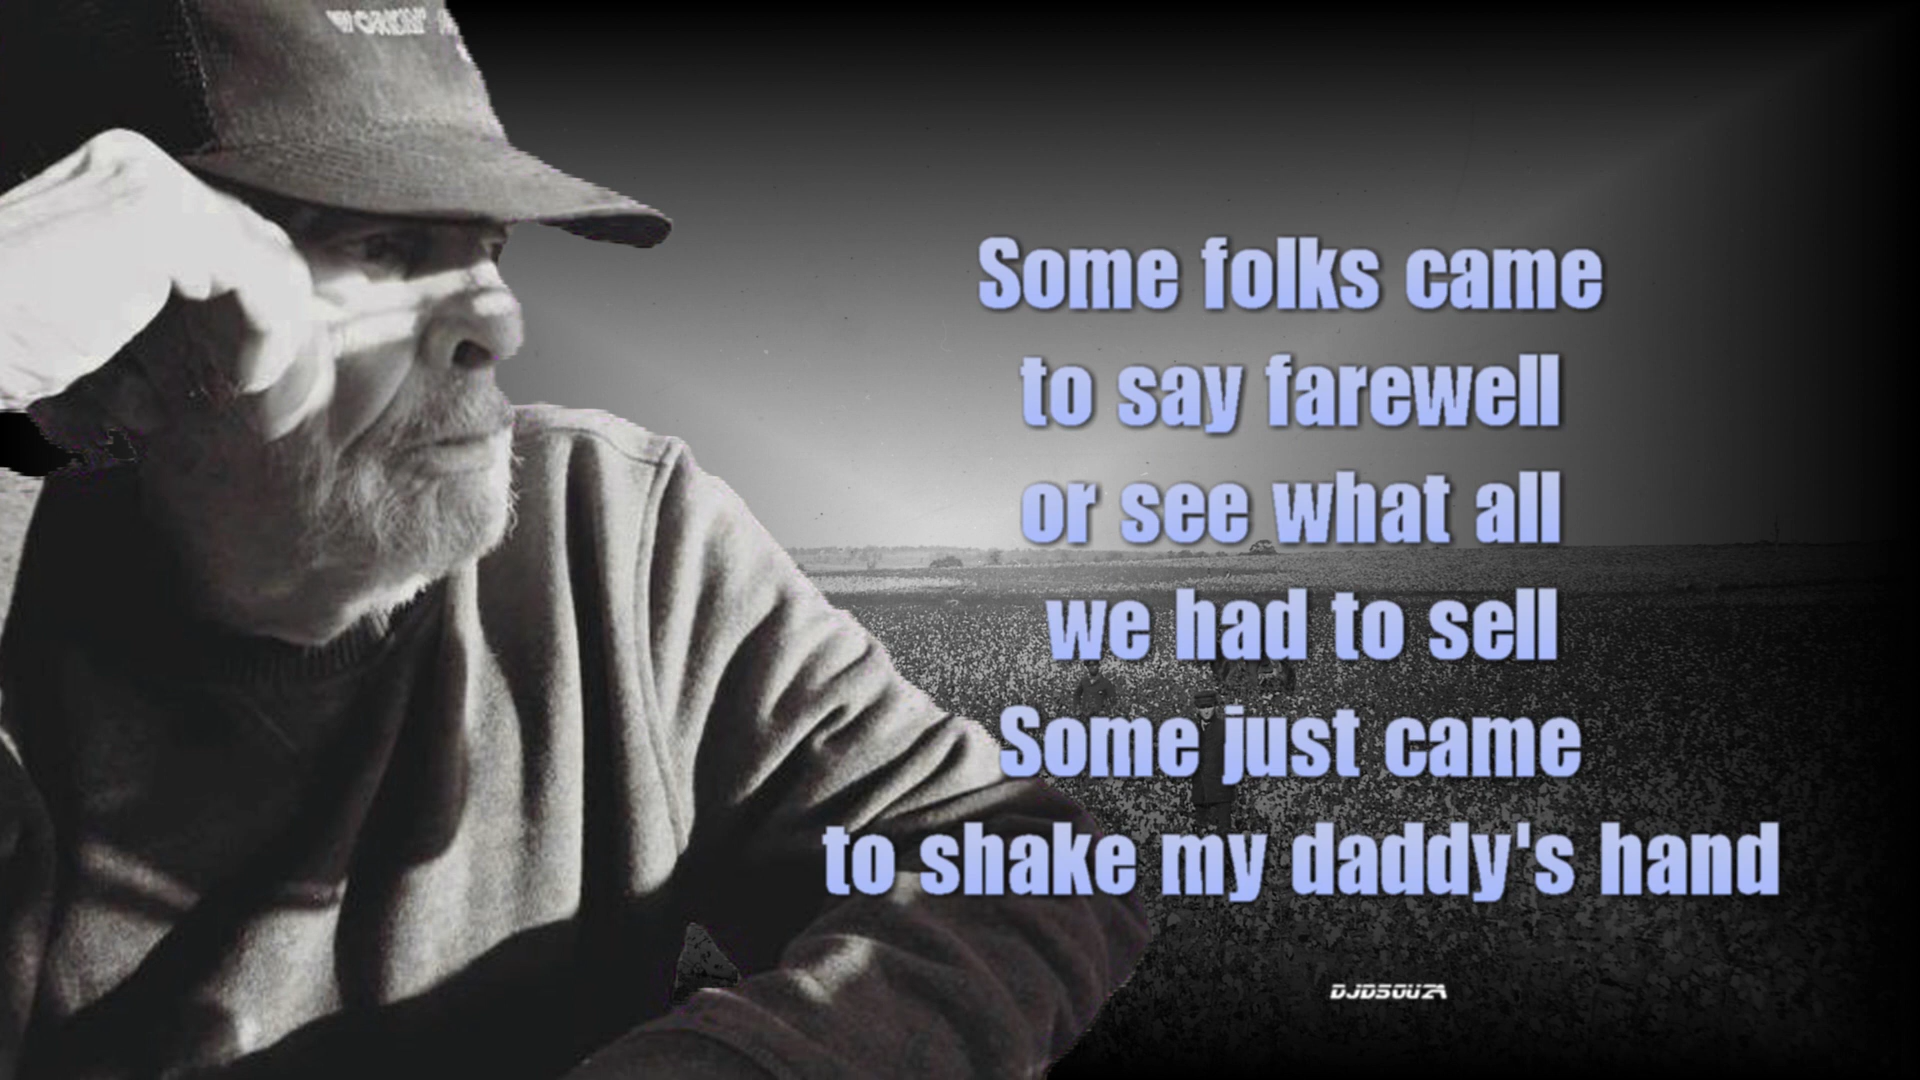 Some folks came
to say farewell
or see what all
we had to sell
Some just came
to shake my daddy's hand
DJDSOUZA